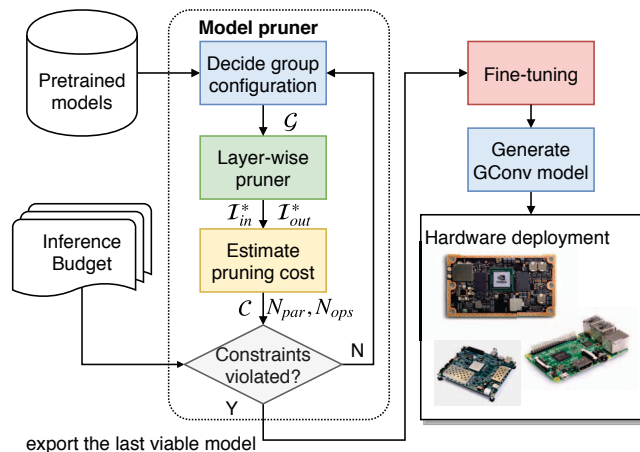 Model pruner
Pretrained
models
Decide group
configuration
Fine-tuning
𝒢
Layer-wise
pruner
Generate
GConv model
ℐ*in ℐ*out
Inference
Budget
Estimate
pruning cost
Hardware deployment
NVIDIA
𝒞 Npar, Nops
Constraints
violated?
N
Y
export the last viable model